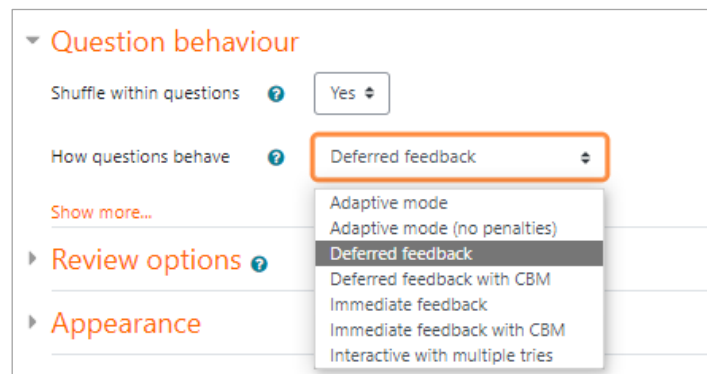 Question behaviour
Shuffle within questions Yes
How questions behave Deferred feedback
Show more...
Adaptive mode
Adaptive mode (no penalties)
Deferred feedback
Deferred feedback with CBM
Immediate feedback
Immediate feedback with CBM
Interactive with multiple tries
Review options
Appearance